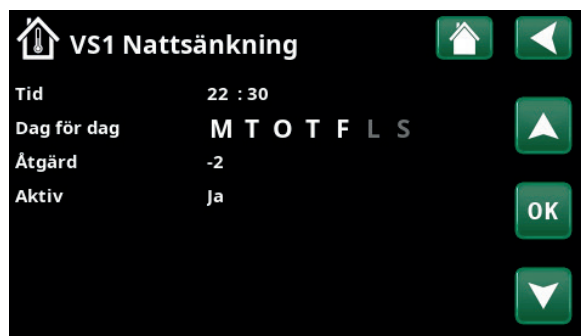 VS1 Nattsänkning
Tid 22 : 30
Dag för dag M T O T F L S
Åtgärd -2
Aktiv Ja
OK